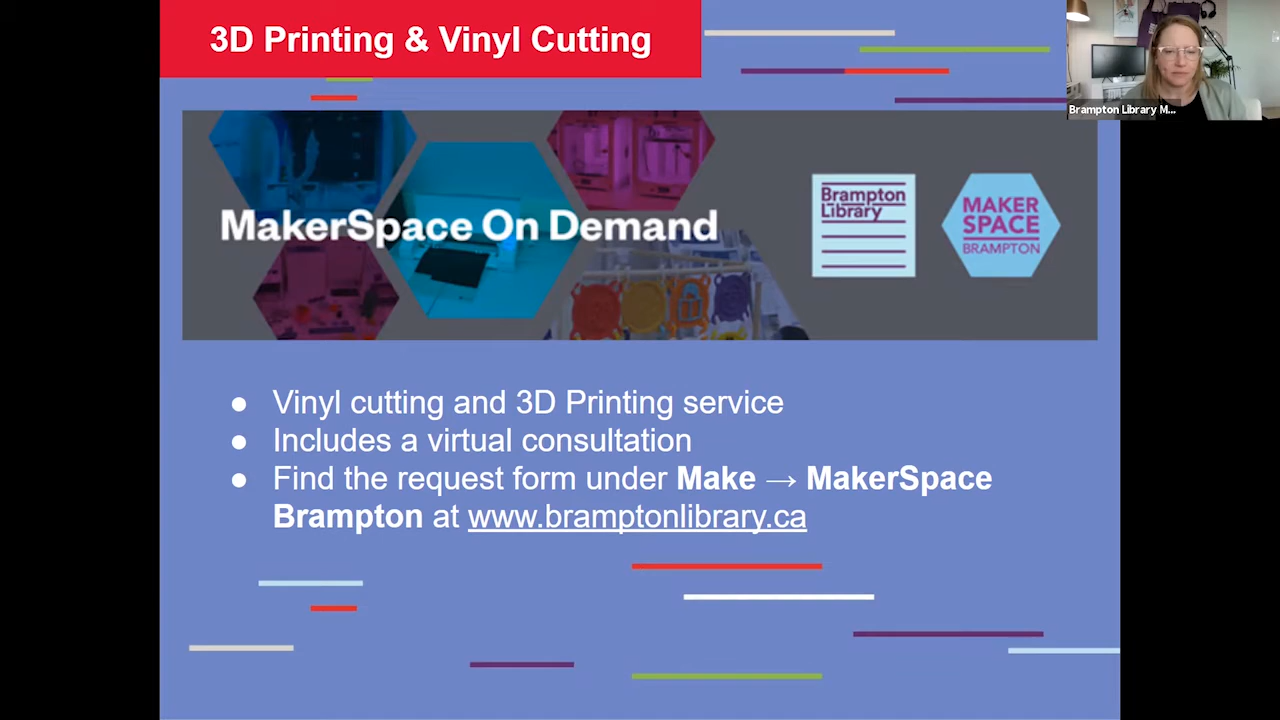 3D Printing & Vinyl Cutting
Brampton Library M...
MakerSpace On Demand
Brampton
Library
MAKER
SPACE
BRAMPTON
● Vinyl cutting and 3D Printing service
● Includes a virtual consultation
● Find the request form under Make → MakerSpace
Brampton at www.bramptonlibrary.ca